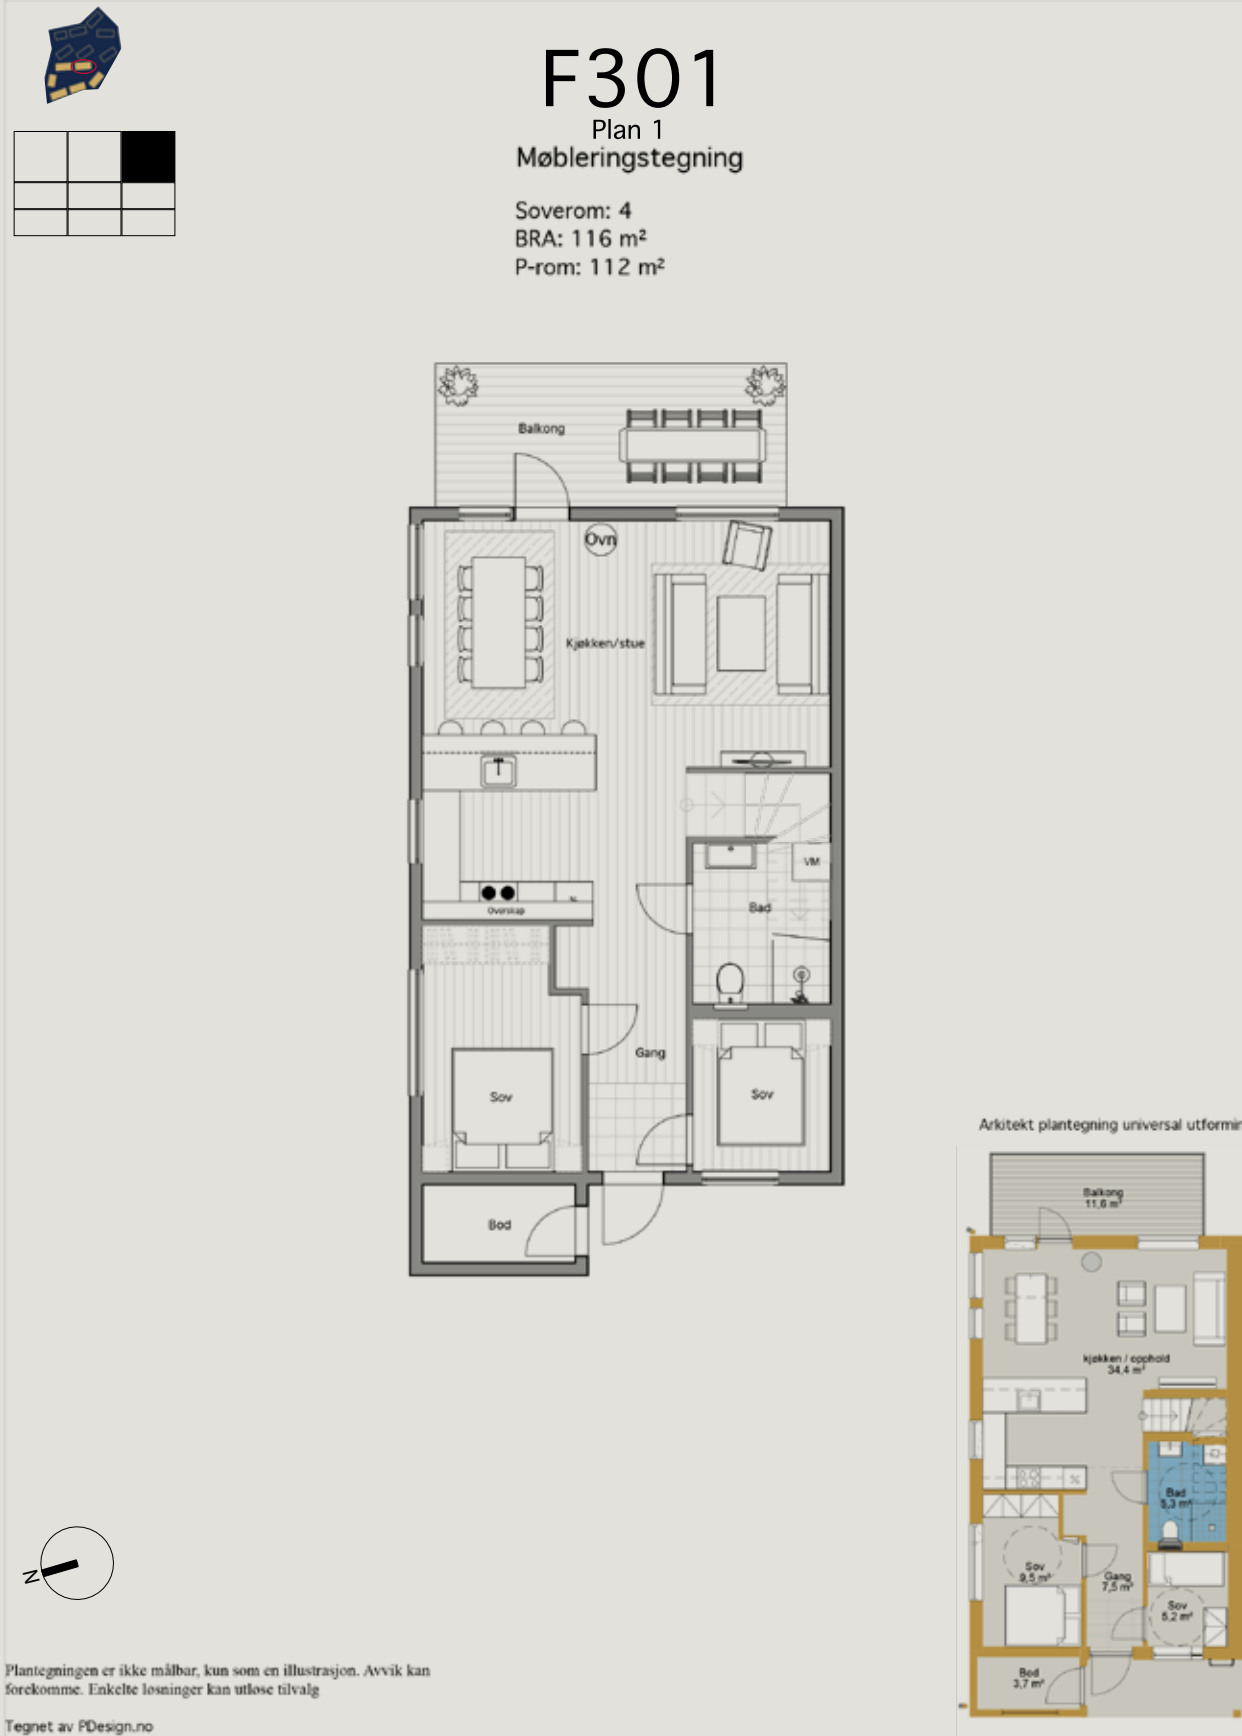 F301
Plan 1
Møbleringstegning
Soverom: 4
BRA: 116 m²
P-rom: 112 m²
Balkong
Ovn
Kjøkken/stue
VM
Overskap
Bad
Gang
Sov
Sov
Bod
Arkitekt plantegning universal utformin
Balkong
11,6 m²
kjøkken / opphold
34,4 m²
Bad
5,3 m²
Sov
9,5 m²
Gang
7,5 m²
Sov
5,2 m²
Bod
3,7 m²
N
Plantegningen er ikke målbar, kun som en illustrasjon. Avvik kan
forekomme. Enkelte løsninger kan utløse tilvalg
Tegnet av PDesign.no